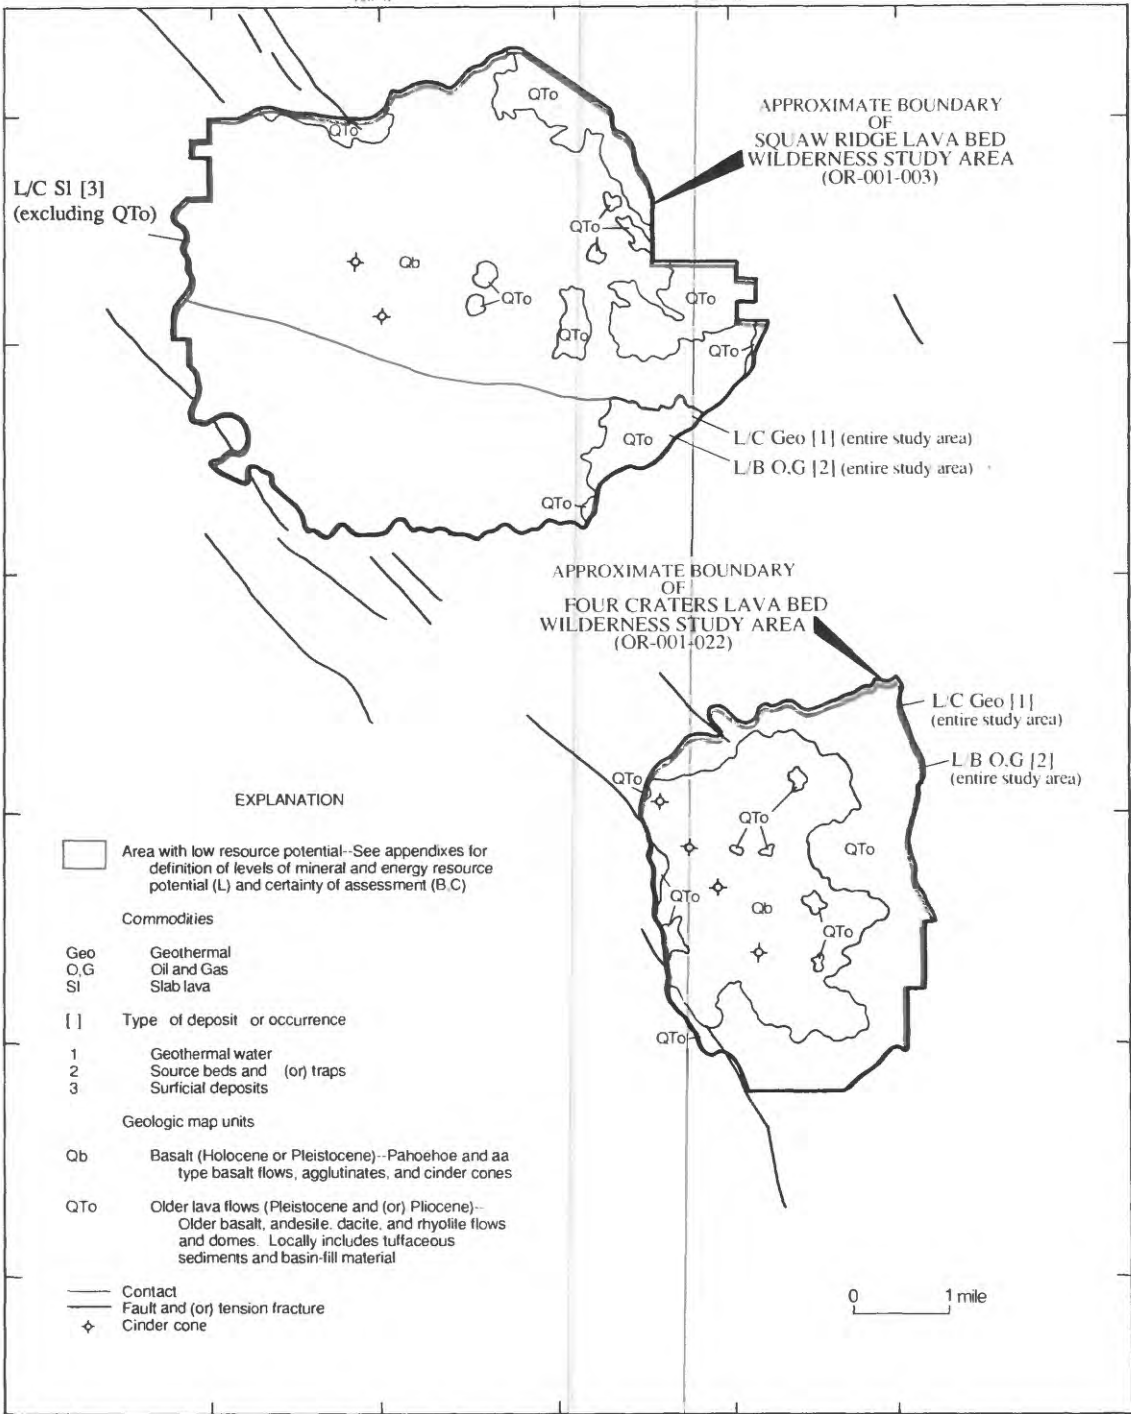 QTo
QTo
APPROXIMATE BOUNDARY
OF
SQUAW RIDGE LAVA BED
WILDERNESS STUDY AREA
(OR-001-003)
L/C Sl [3]
(excluding QTo)
QTo
Qb
QTo
QTo
QTo
QTo
QTo
L/C Geo [1] (entire study area)
QTo
L/B O,G [2] (entire study area)
QTo
APPROXIMATE BOUNDARY
OF
FOUR CRATERS LAVA BED
WILDERNESS STUDY AREA
(OR-001-022)
L/C Geo [1]
(entire study area)
L/B O.G [2]
(entire study area)
QTo
QTo
QTo
QTo
Qb
QTo
QTo
EXPLANATION
Area with low resource potential--See appendixes for
definition of levels of mineral and energy resource
potential (L) and certainty of assessment (B,C)
Commodities
Geo Geothermal
O,G Oil and Gas
Sl Slab lava
[ ] Type of deposit or occurrence
1 Geothermal water
2 Source beds and (or) traps
3 Surficial deposits
Geologic map units
Qb Basalt (Holocene or Pleistocene)--Pahoehoe and aa
type basalt flows, agglutinates, and cinder cones
QTo Older lava flows (Pleistocene and (or) Pliocene)--
Older basalt, andesile, dacite, and rhyolite flows
and domes. Locally includes tuffaceous
sediments and basin-fill material
Contact
Fault and (or) tension fracture
Cinder cone
0 1 mile